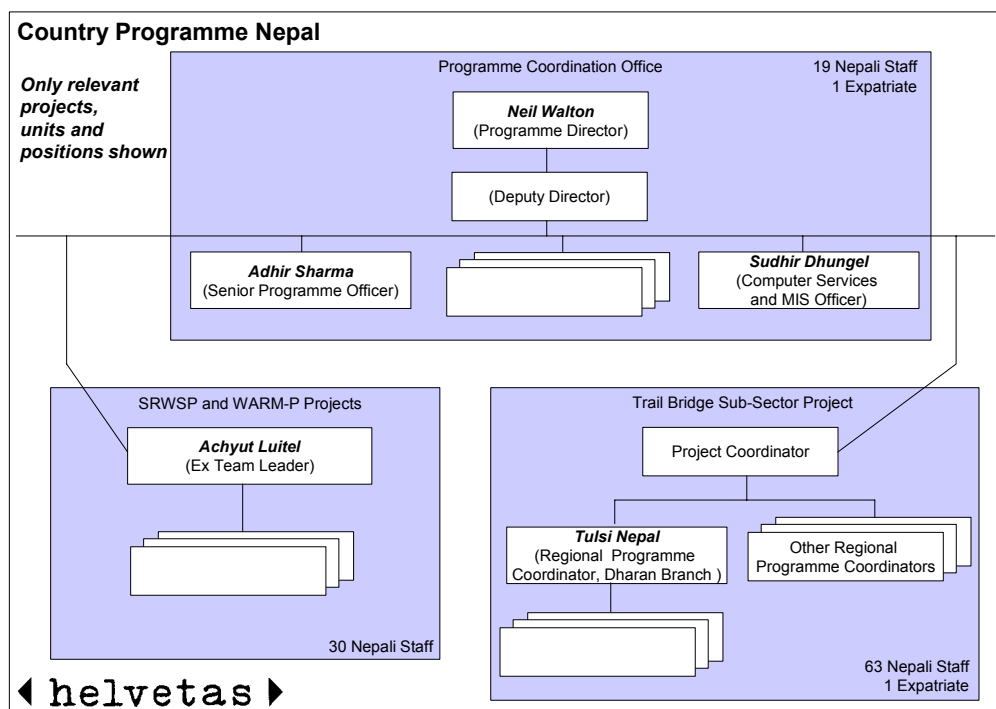 Country Programme Nepal
Only relevant
projects,
units and
positions shown
Programme Coordination Office
19 Nepali Staff
1 Expatriate
Neil Walton
(Programme Director)
(Deputy Director)
Adhir Sharma
(Senior Programme Officer)
Sudhir Dhungel
(Computer Services
and MIS Officer)
SRWSP and WARM-P Projects
Achyut Luitel
(Ex Team Leader)
30 Nepali Staff
Trail Bridge Sub-Sector Project
Project Coordinator
Tulsi Nepal
(Regional Programme
Coordinator, Dharan Branch )
Other Regional
Programme Coordinators
63 Nepali Staff
1 Expatriate
helvetas